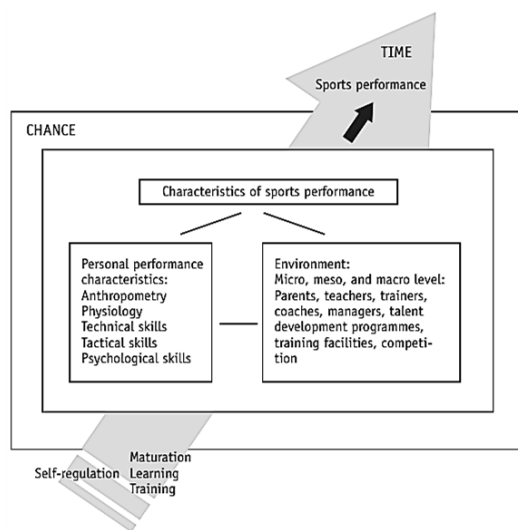 TIME
Sports performance
CHANCE
Characteristics of sports performance
Personal performance
characteristics:
Anthropometry
Physiology
Technical skills
Tactical skills
Psychological skills
Environment:
Micro, meso, and macro level:
Parents, teachers, trainers,
coaches, managers, talent
development programmes,
training facilities, competi-
tion
Self-regulation
Maturation
Learning
Training